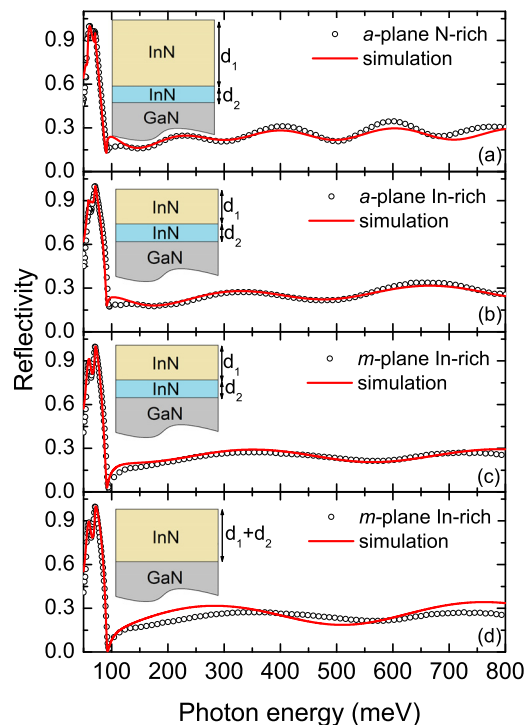 Reflectivity
1.0
0.9
0.6
0.3
0.0
InN
d1
InN
d2
GaN
a-plane N-rich
simulation
(a)
0.9
0.6
0.3
0.0
InN
d1
InN
d2
GaN
a-plane In-rich
simulation
(b)
0.9
0.6
0.3
0.0
InN
d1
InN
d2
GaN
m-plane In-rich
simulation
(c)
0.9
0.6
0.3
0.0
InN
d1+d2
GaN
m-plane In-rich
simulation
(d)
100 200 300 400 500 600 700 800
Photon energy (meV)